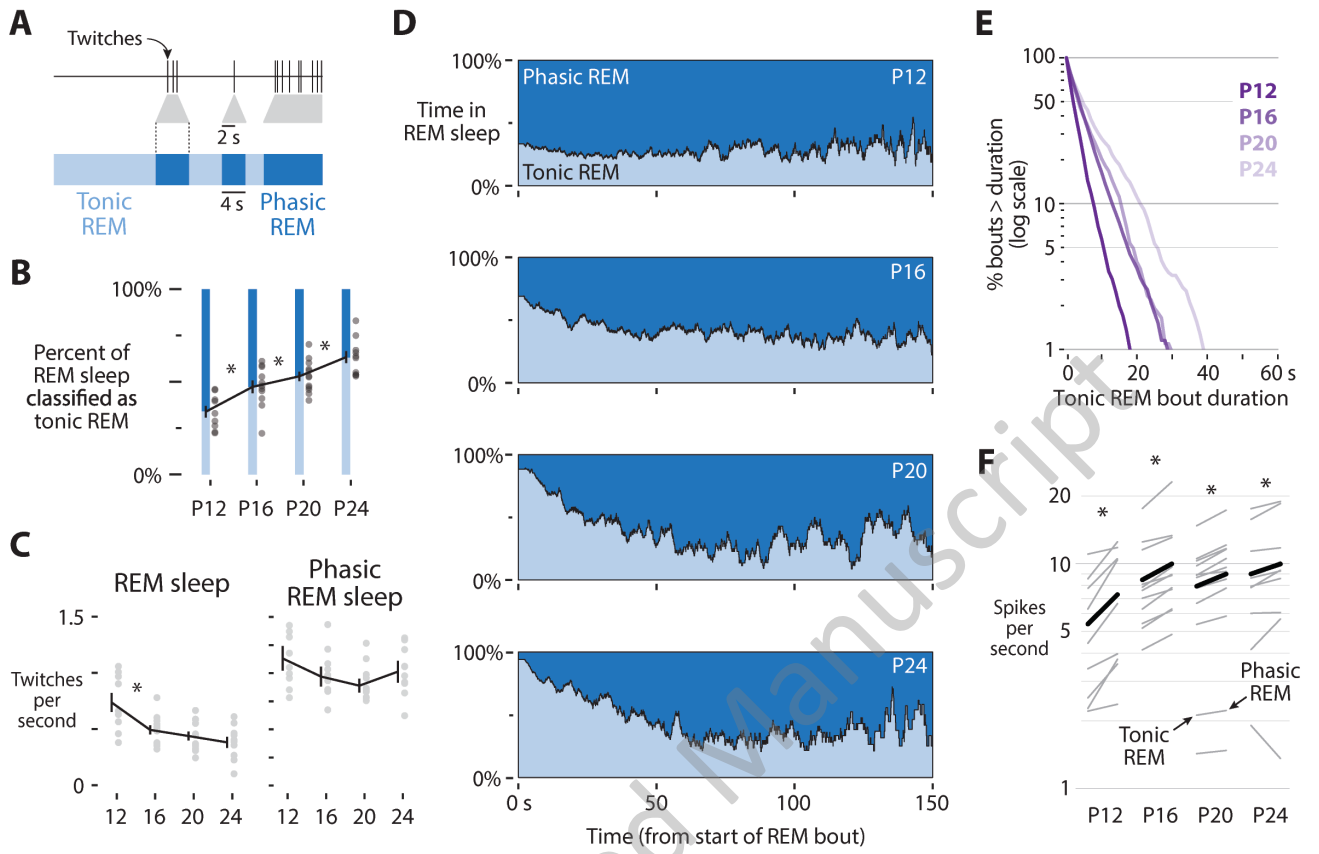 A
Twitches
2 s
4 s
Tonic
REM
Phasic
REM
B
100%
Percent of
REM sleep
classified as
tonic REM
0%
* * *
P12 P16 P20 P24
C
REM sleep
Phasic
REM sleep
1.5
Twitches
per
second
*
0
12 16 20 24 12 16 20 24
D
100%
Phasic REM P12
Time in
REM sleep
Tonic REM
0%
100%
P16
0%
100%
P20
0%
100%
P24
0%
0 s 50 100 150
Time (from start of REM bout)
E
100
50
10
5
1
% bouts > duration
(log scale)
P12
P16
P20
P24
0 20 40 60 s
Tonic REM bout duration
F
* * * *
20
10
5
1
Spikes
per
second
Phasic
REM
Tonic
REM
P12 P16 P20 P24
ed Manuscript